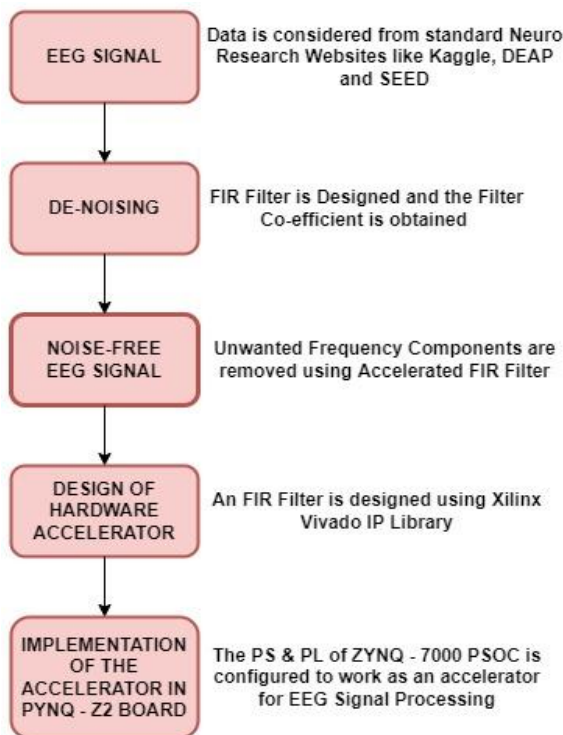 EEG SIGNAL
Data is considered from standard Neuro
Research Websites like Kaggle, DEAP
and SEED
DE-NOISING
FIR Filter is Designed and the Filter
Co-efficient is obtained
NOISE-FREE
EEG SIGNAL
Unwanted Frequency Components are
removed using Accelerated FIR Filter
DESIGN OF
HARDWARE
ACCELERATOR
An FIR Filter is designed using Xilinx
Vivado IP Library
IMPLEMENTATION
OF THE
ACCELERATOR IN
PYNQ - Z2 BOARD
The PS & PL of ZYNQ - 7000 PSOC is
configured to work as an accelerator
for EEG Signal Processing